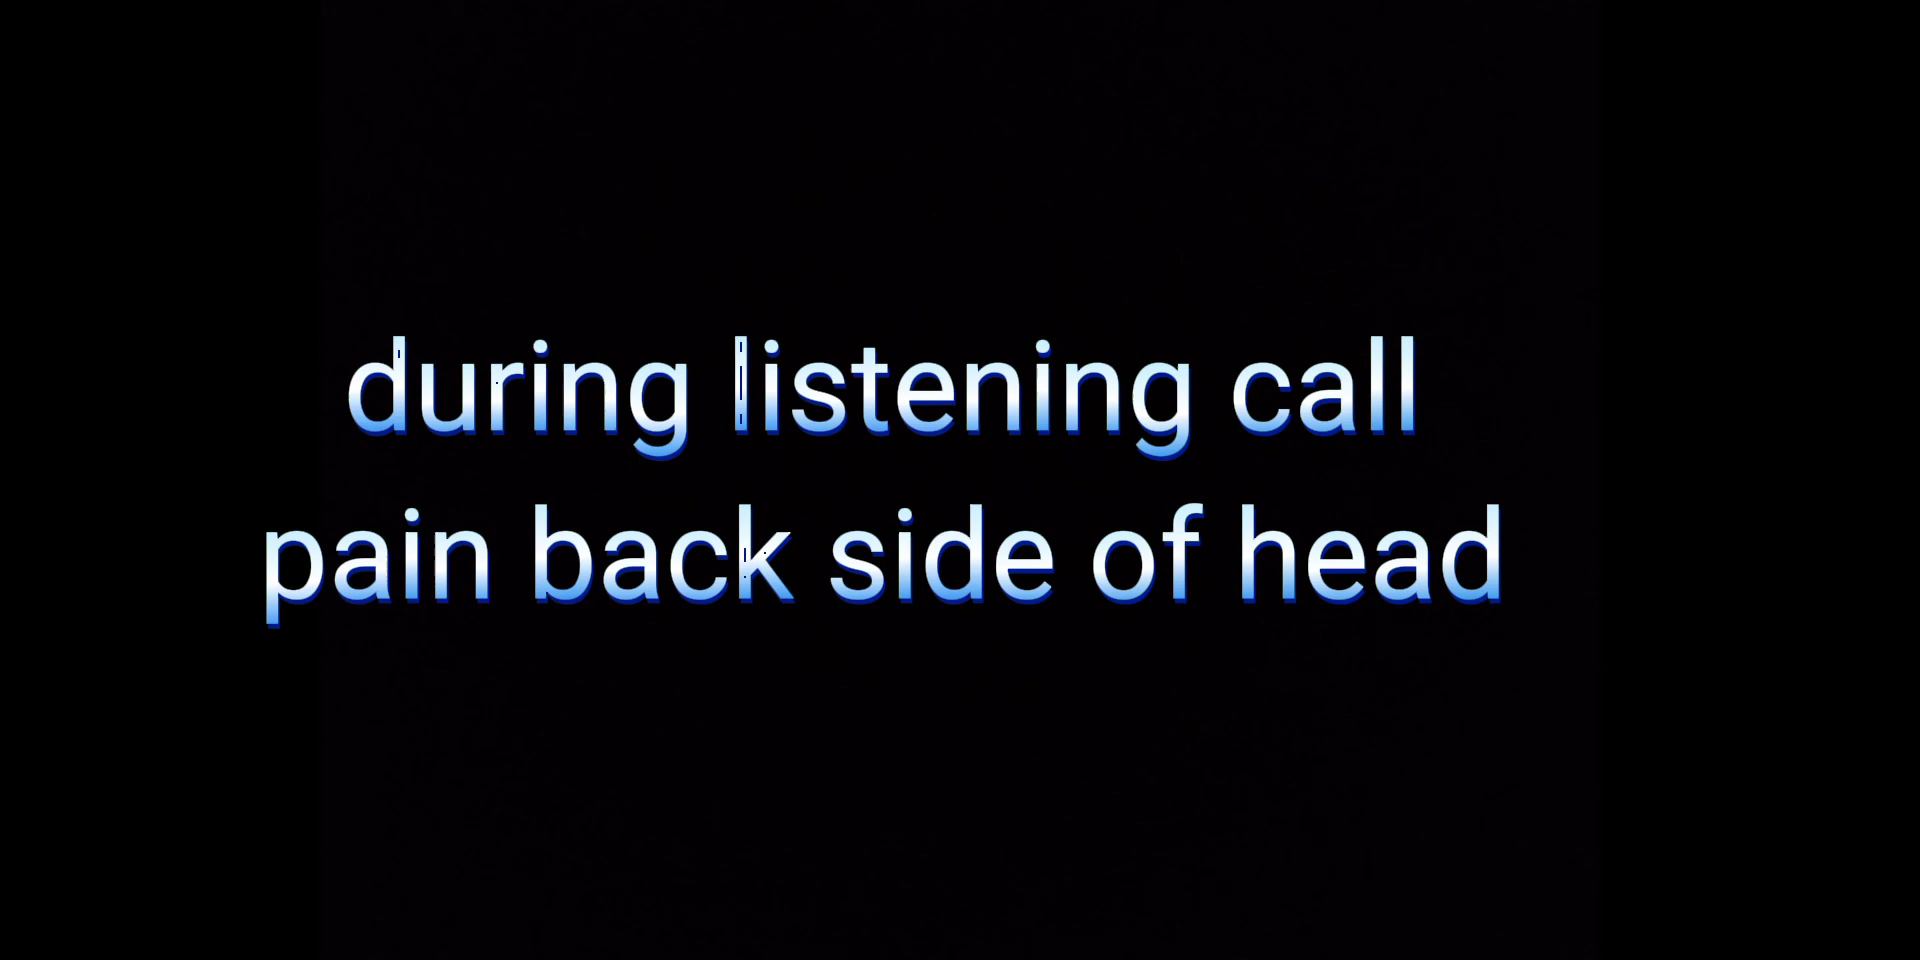 during listening call
pain back side of head